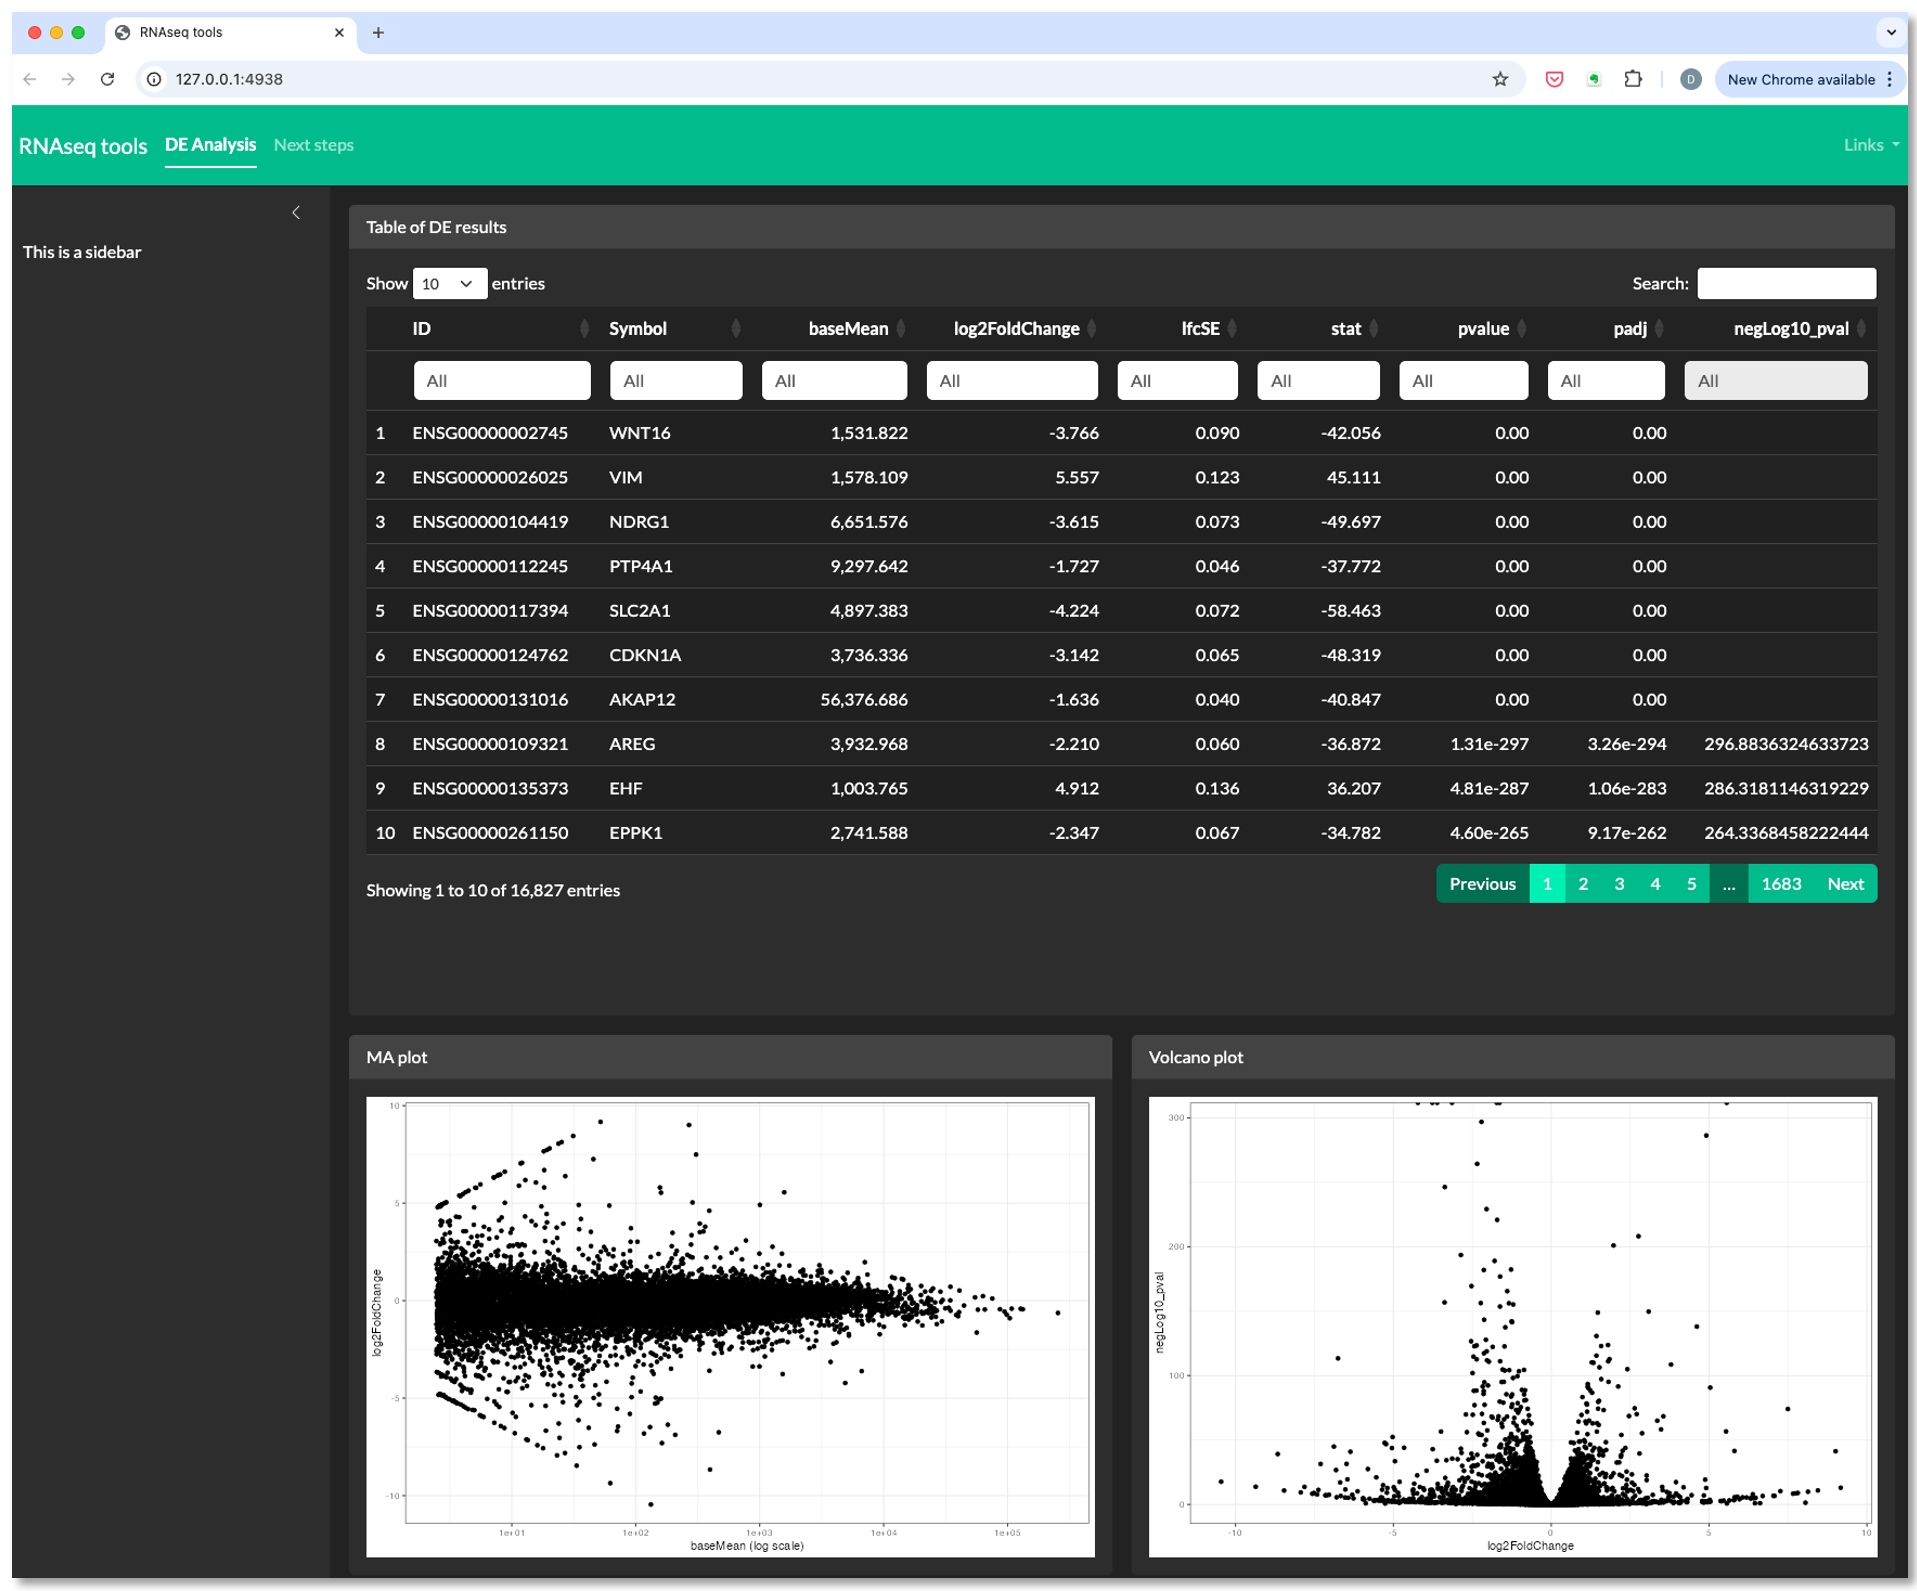 RNAseq tools
127.0.0.1:4938
D
New Chrome available
RNAseq tools DE Analysis Next steps Links
This is a sidebar
Table of DE results
Show 10 entries Search:
ID Symbol baseMean log2FoldChange lfcSE stat pvalue padj negLog10_pval
All All All All All All All All All
1 ENSG00000002745 WNT16 1,531.822 -3.766 0.090 -42.056 0.00 0.00
2 ENSG00000026025 VIM 1,578.109 5.557 0.123 45.111 0.00 0.00
3 ENSG00000104419 NDRG1 6,651.576 -3.615 0.073 -49.697 0.00 0.00
4 ENSG00000112245 PTP4A1 9,297.642 -1.727 0.046 -37.772 0.00 0.00
5 ENSG00000117394 SLC2A1 4,897.383 -4.224 0.072 -58.463 0.00 0.00
6 ENSG00000124762 CDKN1A 3,736.336 -3.142 0.065 -48.319 0.00 0.00
7 ENSG00000131016 AKAP12 56,376.686 -1.636 0.040 -40.847 0.00 0.00
8 ENSG00000109321 AREG 3,932.968 -2.210 0.060 -36.872 1.31e-297 3.26e-294 296.8836324633723
9 ENSG00000135373 EHF 1,003.765 4.912 0.136 36.207 4.81e-287 1.06e-283 286.3181146319229
10 ENSG00000261150 EPPK1 2,741.588 -2.347 0.067 -34.782 4.60e-265 9.17e-262 264.3368458222444
Showing 1 to 10 of 16,827 entries
Previous 1 2 3 4 5 ... 1683 Next
MA plot
10
5
0
-5
-10
log2FoldChange
1e+01 1e+02 1e+03 1e+04 1e+05
baseMean (log scale)
Volcano plot
300
200
100
0
negLog10_pval
-10 -5 0 5 10
log2FoldChange